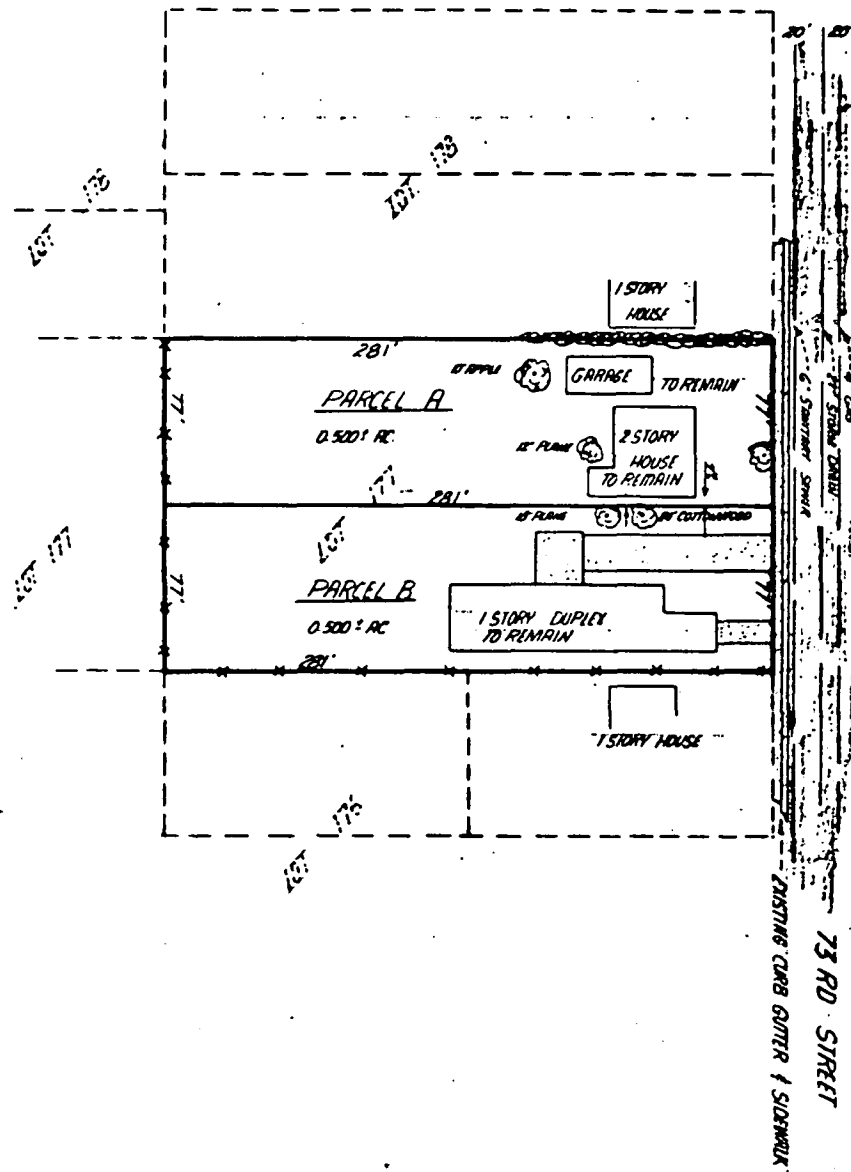 20'
20'
LOT 178
LOT 176
1 STORY
HOUSE
281'
15" APPLE
GARAGE
TO REMAIN
PARCEL A
0.500 ± AC.
77'
77'
2 STORY
HOUSE
TO REMAIN
281'
LOT 177
PARCEL B
0.500 ± AC
77'
77'
1 STORY DUPLEX
TO REMAIN
281'
LOT 177
1 STORY HOUSE
LOT 175
6" SANITARY SEWER
STORM DRAIN
73 RD STREET
EXISTING CURB GUTTER & SIDEWALK